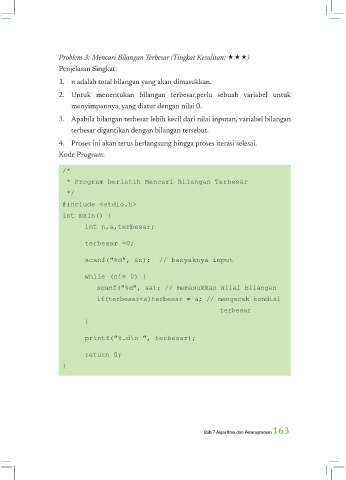 Problem 3: Mencari Bilangan Terbesar (Tingkat Kesulitan: ★★★)
Penjelasan Singkat:
1. n adalah total bilangan yang akan dimasukkan.
2. Untuk menentukan bilangan terbesar,perlu sebuah variabel untuk
menyimpannya, yang diatur dengan nilai 0.
3. Apabila bilangan terbesar lebih kecil dari nilai inputan, variabel bilangan
terbesar digantikan dengan bilangan tersebut.
4. Proses ini akan terus berlangsung hingga proses iterasi selesai.
Kode Program:
/*
* Program berlatih Mencari Bilangan Terbesar
*/
#include <stdio.h>
int main() {
int n,a,terbesar;
terbesar =0;
scanf("%d", &n); // banyaknya input
while (n!= 0) {
scanf("%d", &a); // memasukkan nilai bilangan
if(terbesar<a)terbesar = a; // mengecek kondisi
terbesar
}
printf("%.d\n ", terbesar);
return 0;
}
Bab 7 Algoritma dan Pemrograman 163